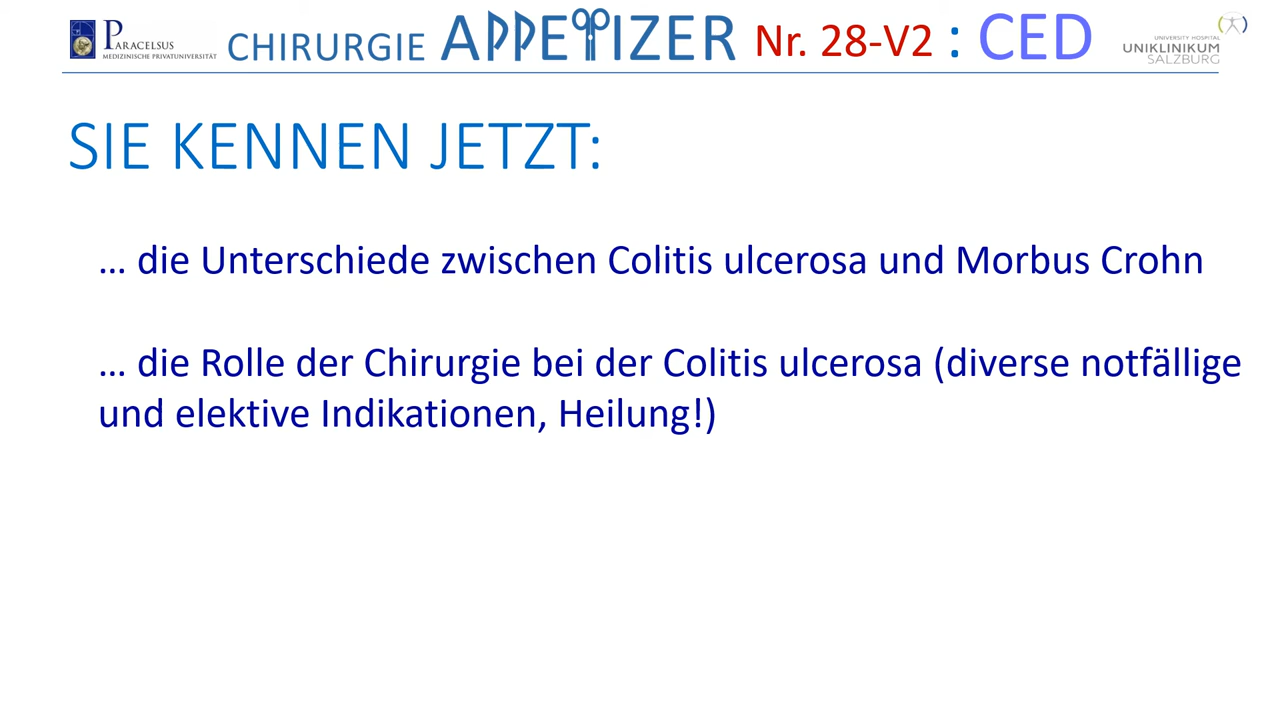 PARACELSUS
MEDIZINISCHE PRIVATUNIVERSITÄT
CHIRURGIE APPETIZER Nr. 28-V2 : CED
UNIVERSITY HOSPITAL
UNIKLINIKUM
SALZBURG
SIE KENNEN JETZT:
... die Unterschiede zwischen Colitis ulcerosa und Morbus Crohn
... die Rolle der Chirurgie bei der Colitis ulcerosa (diverse notfällige
und elektive Indikationen, Heilung!)